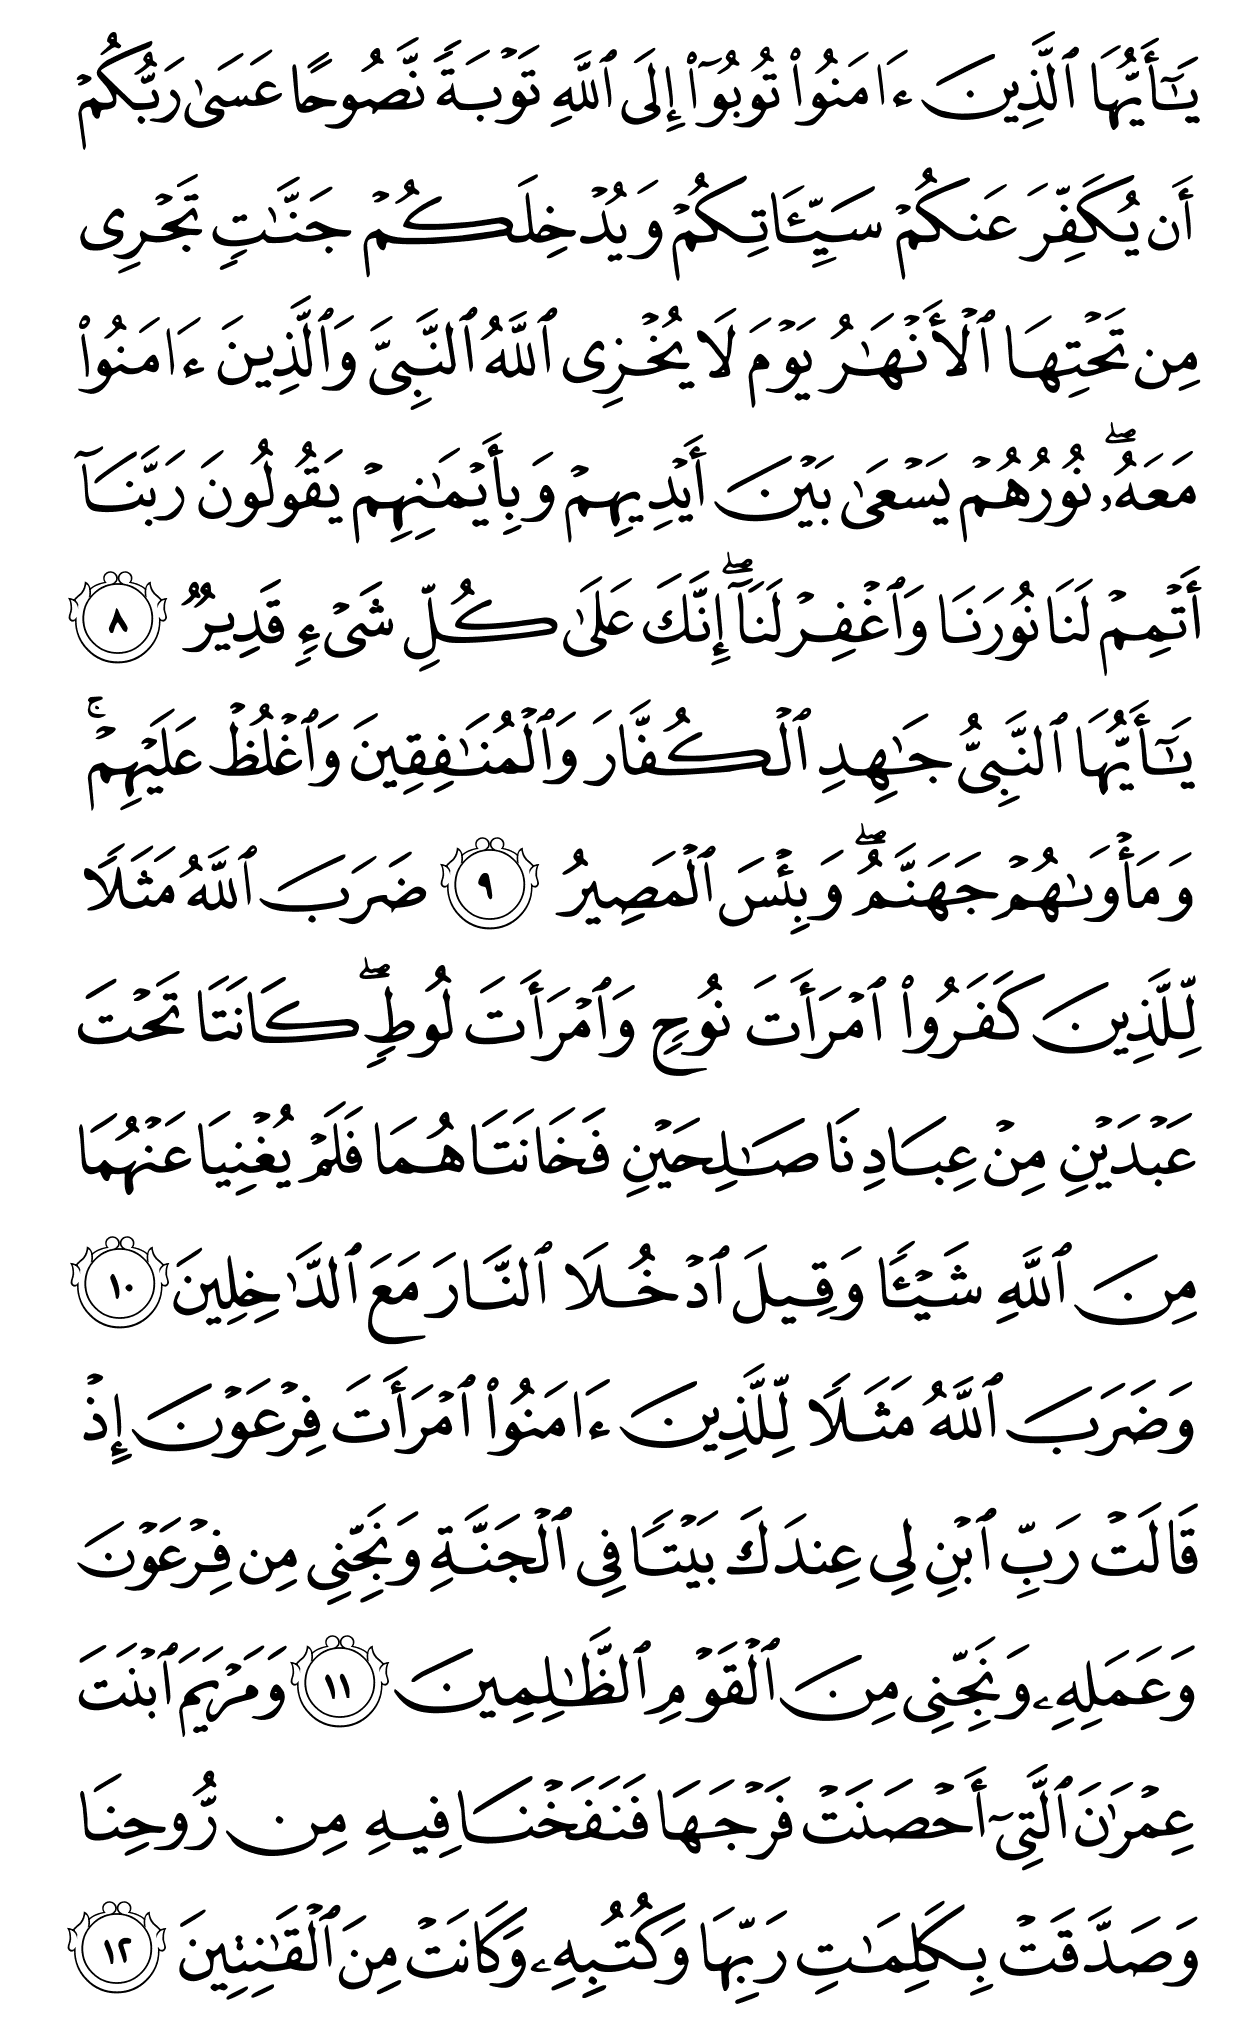 يَـٰٓأَيُّهَا ٱلَّذِينَ ءَامَنُوا۟ تُوبُوٓا۟ إِلَى ٱللَّهِ تَوْبَةً نَّصُوحًا عَسَىٰ رَبُّكُمْ
أَن يُكَفِّرَ عَنكُمْ سَيِّـَٔاتِكُمْ وَيُدْخِلَكُمْ جَنَّـٰتٍ تَجْرِى
مِن تَحْتِهَا ٱلْأَنْهَـٰرُ يَوْمَ لَا يُخْزِى ٱللَّهُ ٱلنَّبِىَّ وَٱلَّذِينَ ءَامَنُوا۟
مَعَهُۥ ۖ نُورُهُمْ يَسْعَىٰ بَيْنَ أَيْدِيهِمْ وَبِأَيْمَـٰنِهِمْ يَقُولُونَ رَبَّنَآ
أَتْمِمْ لَنَا نُورَنَا وَٱغْفِرْ لَنَآ ۖ إِنَّكَ عَلَىٰ كُلِّ شَىْءٍ قَدِيرٌ ٨
يَـٰٓأَيُّهَا ٱلنَّبِىُّ جَـٰهِدِ ٱلْكُفَّارَ وَٱلْمُنَـٰفِقِينَ وَٱغْلُظْ عَلَيْهِمْ ۚ
وَمَأْوَىٰهُمْ جَهَنَّمُ ۖ وَبِئْسَ ٱلْمَصِيرُ ٩ ضَرَبَ ٱللَّهُ مَثَلًا
لِّلَّذِينَ كَفَرُوا۟ ٱمْرَأَتَ نُوحٍ وَٱمْرَأَتَ لُوطٍ ۖ كَانَتَا تَحْتَ
عَبْدَيْنِ مِنْ عِبَادِنَا صَـٰلِحَيْنِ فَخَانَتَاهُمَا فَلَمْ يُغْنِيَا عَنْهُمَا
مِنَ ٱللَّهِ شَيْـًٔا وَقِيلَ ٱدْخُلَا ٱلنَّارَ مَعَ ٱلدَّٰخِلِينَ ١٠
وَضَرَبَ ٱللَّهُ مَثَلًا لِّلَّذِينَ ءَامَنُوا۟ ٱمْرَأَتَ فِرْعَوْنَ إِذْ
قَالَتْ رَبِّ ٱبْنِ لِى عِندَكَ بَيْتًا فِى ٱلْجَنَّةِ وَنَجِّنِى مِن فِرْعَوْنَ
وَعَمَلِهِۦ وَنَجِّنِى مِنَ ٱلْقَوْمِ ٱلظَّـٰلِمِينَ ١١ وَمَرْيَمَ ٱبْنَتَ
عِمْرَٰنَ ٱلَّتِىٓ أَحْصَنَتْ فَرْجَهَا فَنَفَخْنَا فِيهِ مِن رُّوحِنَا
وَصَدَّقَتْ بِكَلِمَـٰتِ رَبِّهَا وَكُتُبِهِۦ وَكَانَتْ مِنَ ٱلْقَـٰنِتِينَ ١٢